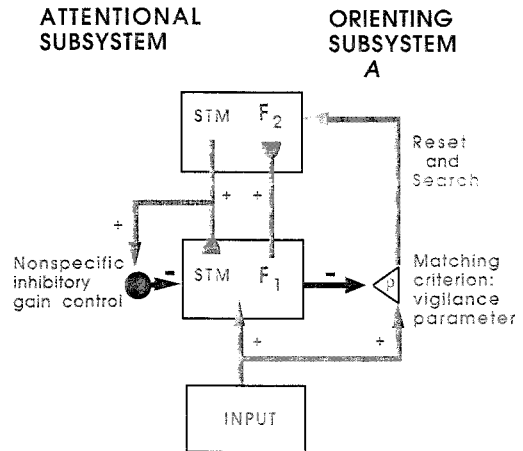 ATTENTIONAL
SUBSYSTEM
ORIENTING
SUBSYSTEM
A
STM F2
Reset
and
Search
+
+
+
Nonspecific
inhibitory
gain control
-
STM F1
-
ρ
Matching
criterion:
vigilance
parameter
+
+
INPUT